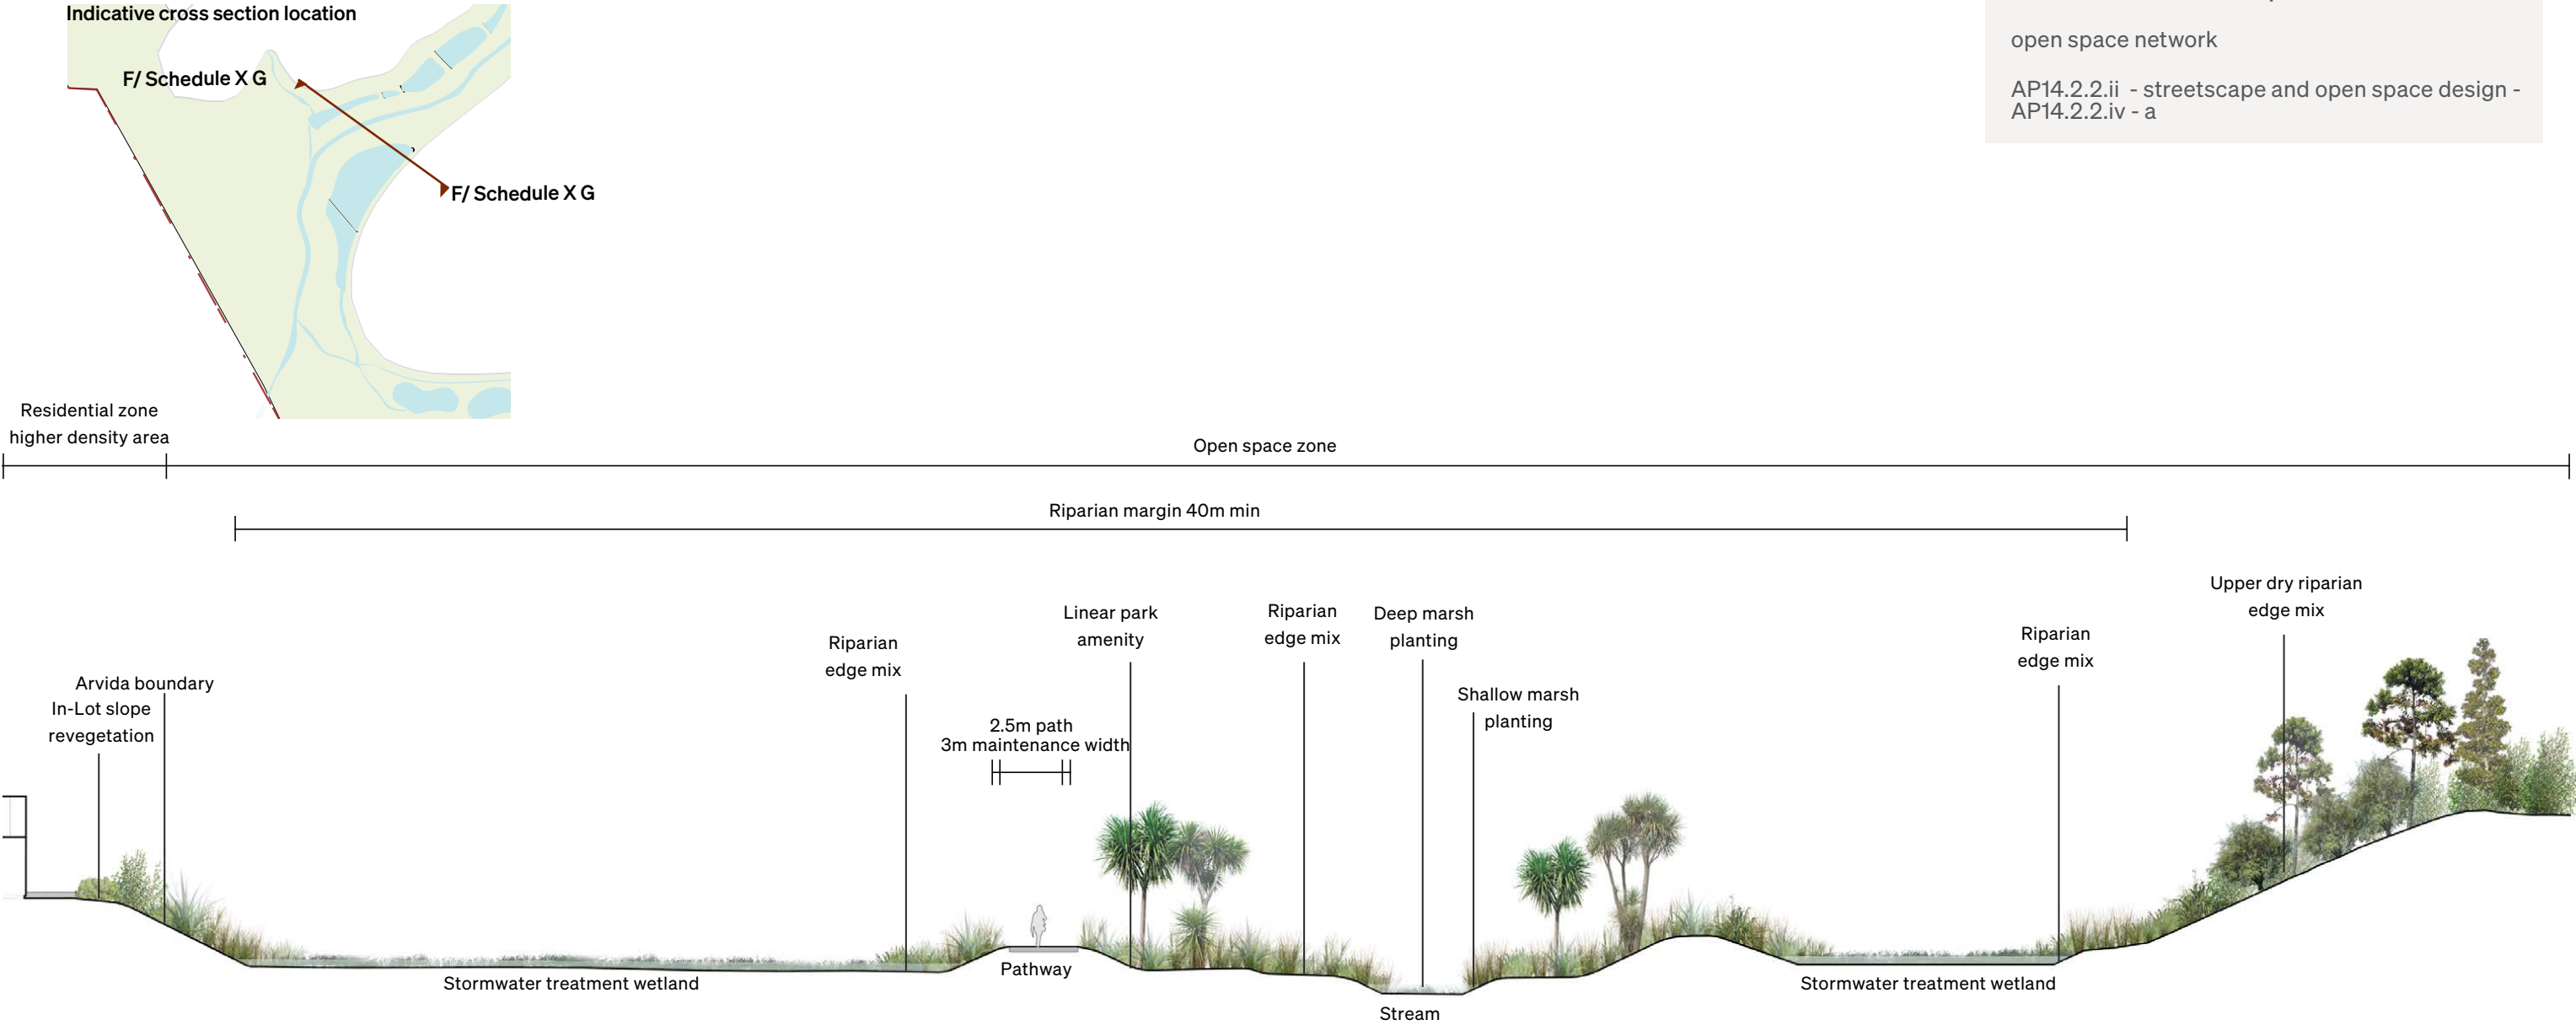 Indicative cross section location
F/ Schedule X G
F/ Schedule X G
open space network
AP14.2.2.ii  - streetscape and open space design -
AP14.2.2.iv - a
Residential zone
higher density area
Open space zone
Riparian margin 40m min
Arvida boundary
In-Lot slope
revegetation
Riparian
edge mix
2.5m path
3m maintenance width
Linear park
amenity
Riparian
edge mix
Deep marsh
planting
Shallow marsh
planting
Riparian
edge mix
Upper dry riparian
edge mix
Stormwater treatment wetland
Pathway
Stream
Stormwater treatment wetland